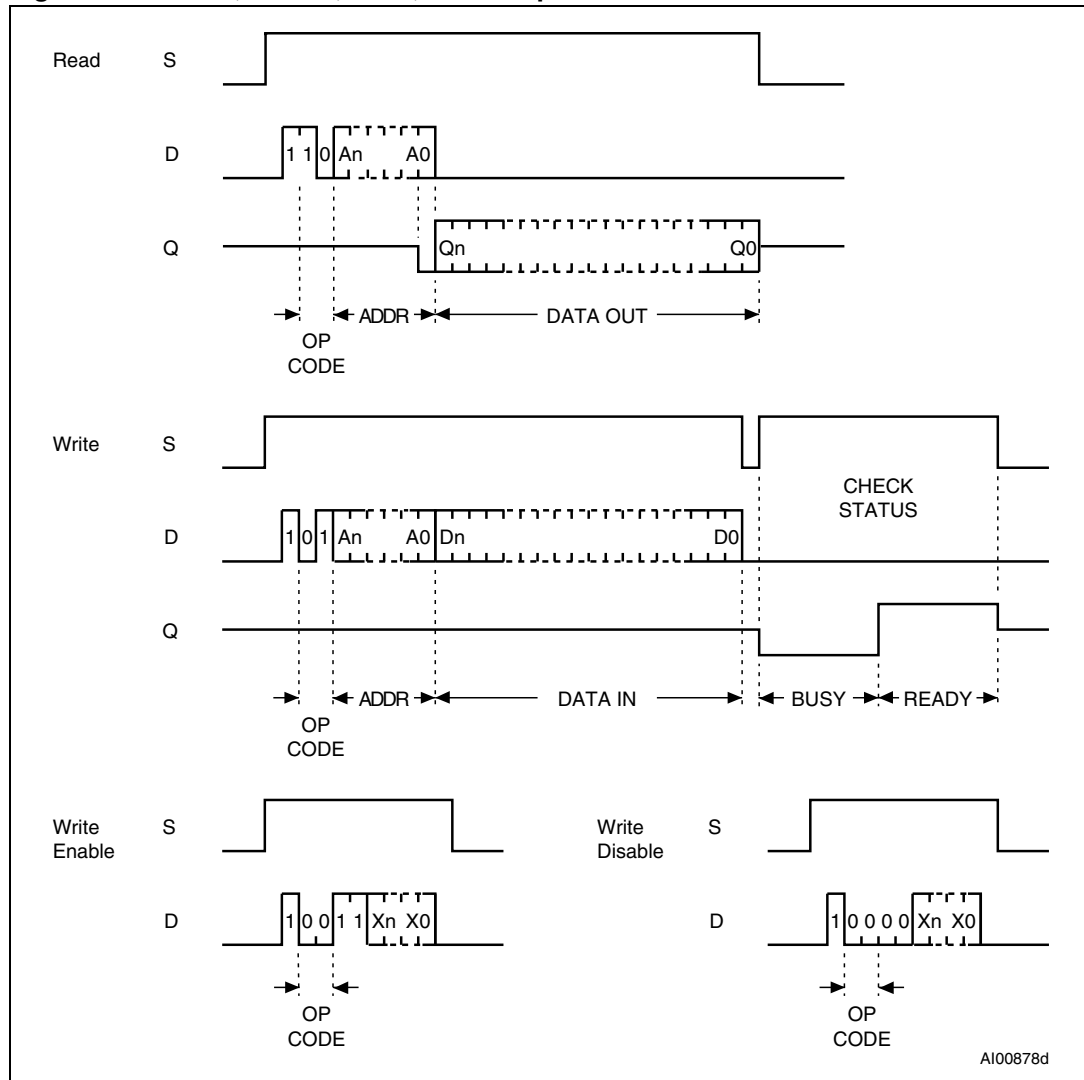 Read S
D 1 1 0 An A0
Q Qn Q0
ADDR DATA OUT
OP
CODE
Write S
CHECK
STATUS
D 1 0 1 An A0 Dn D0
Q
ADDR DATA IN BUSY READY
OP
CODE
Write
Enable
S
D 1 0 0 1 1 Xn X0
OP
CODE
Write
Disable
S
D 1 0 0 0 0 Xn X0
OP
CODE
AI00878d